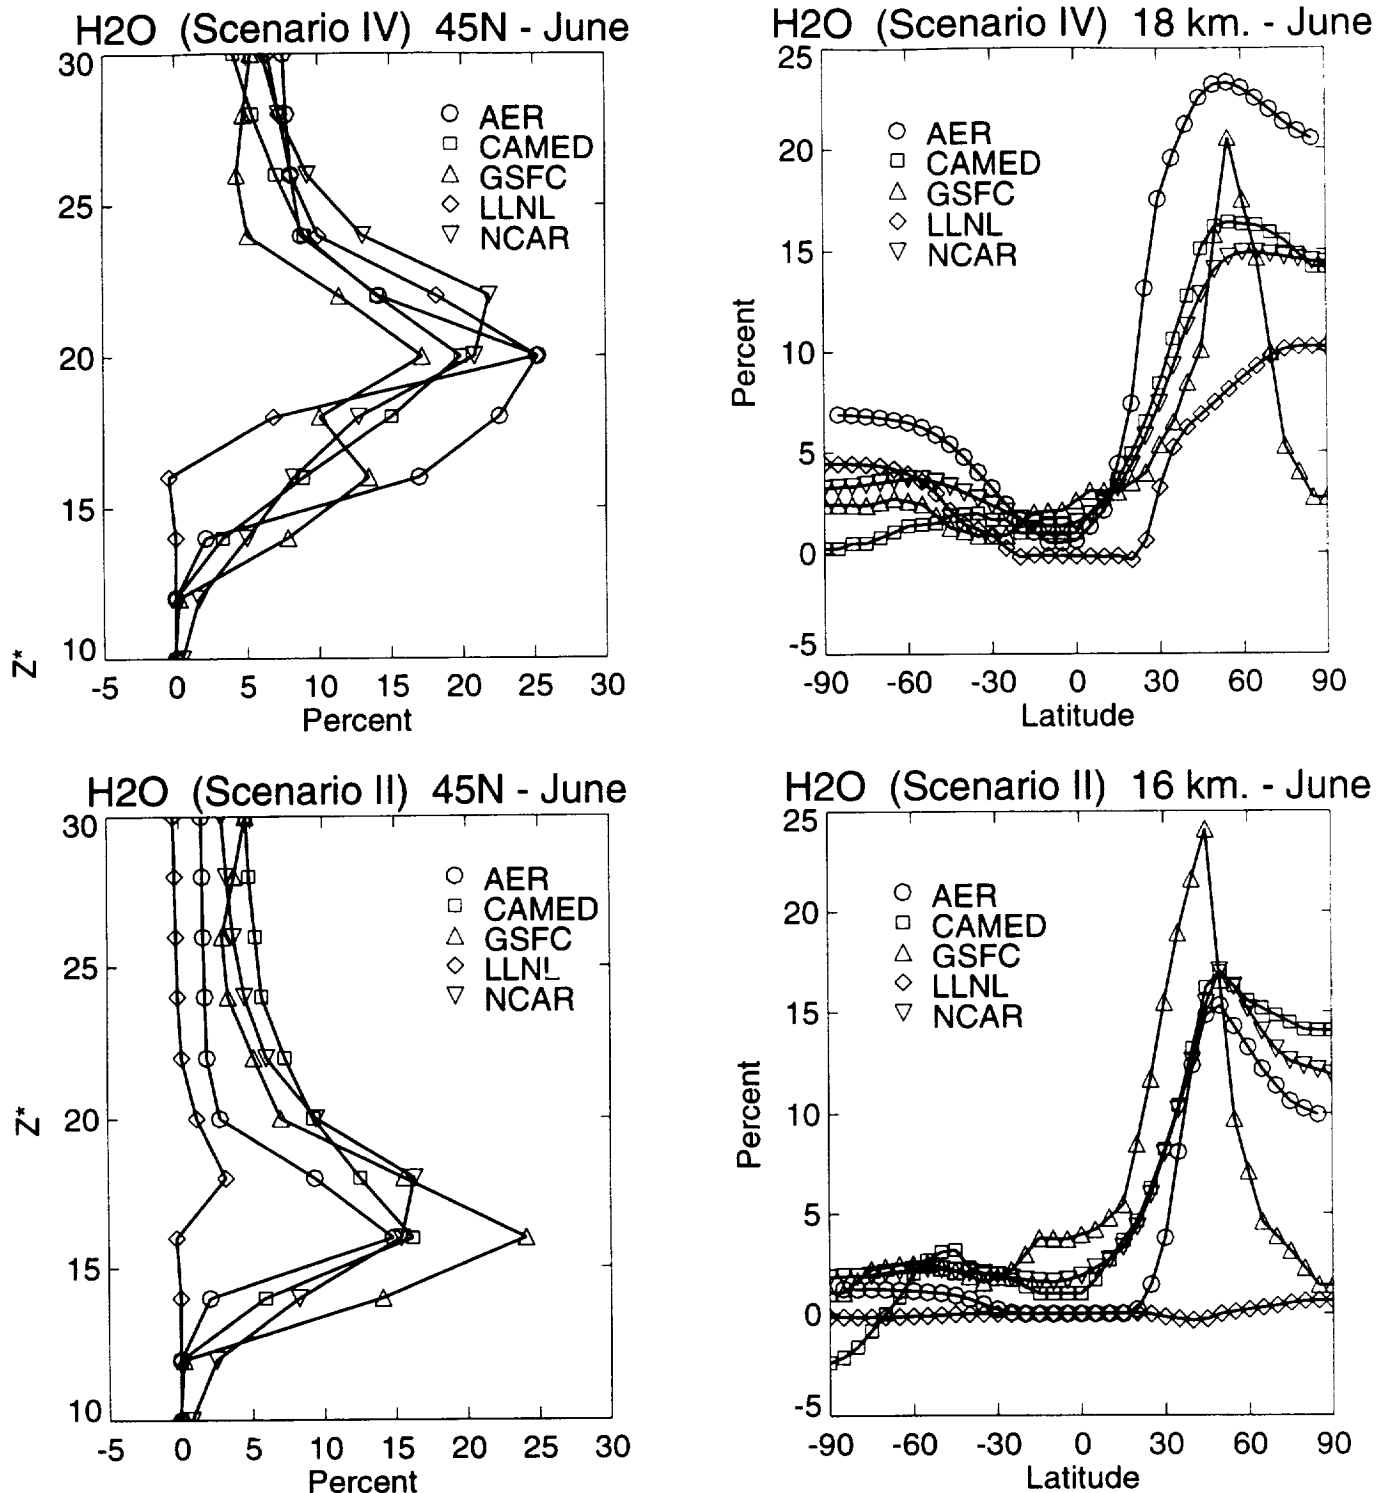 H2O (Scenario IV) 45N - June
30
25
20
15
10
Z*
-5 0 5 10 15 20 25 30
Percent
AER
CAMED
GSFC
LLNL
NCAR
H2O (Scenario IV) 18 km. - June
25
20
15
10
5
0
-5
Percent
-90 -60 -30 0 30 60 90
Latitude
AER
CAMED
GSFC
LLNL
NCAR
H2O (Scenario II) 45N - June
30
25
20
15
10
Z*
-5 0 5 10 15 20 25 30
Percent
AER
CAMED
GSFC
LLNL
NCAR
H2O (Scenario II) 16 km. - June
25
20
15
10
5
0
-5
Percent
-90 -60 -30 0 30 60 90
Latitude
AER
CAMED
GSFC
LLNL
NCAR